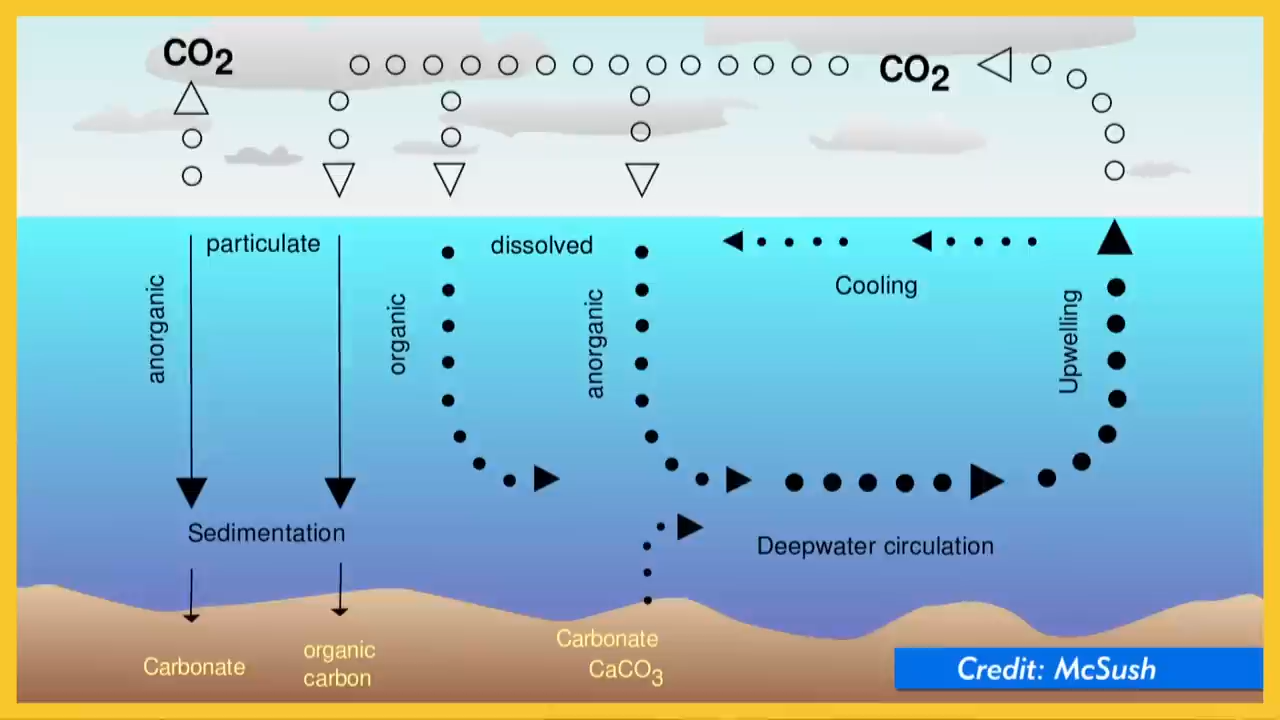 CO2
CO2
particulate
dissolved
anorganic
organic
anorganic
Cooling
Upwelling
Sedimentation
Deepwater circulation
Carbonate
organic
carbon
Carbonate
CaCO3
Credit: McSush